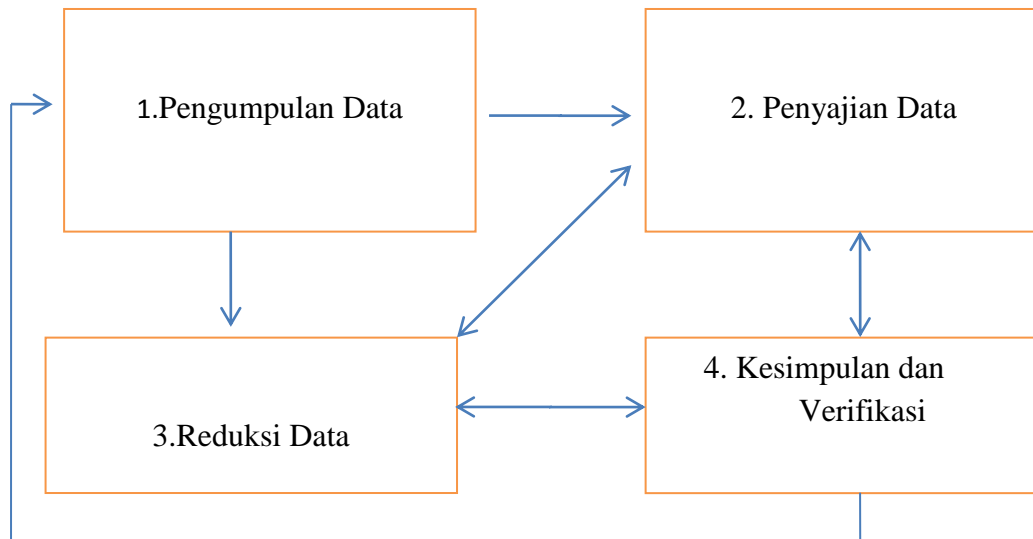 1.Pengumpulan Data
2. Penyajian Data
3.Reduksi Data
4. Kesimpulan dan
Verifikasi